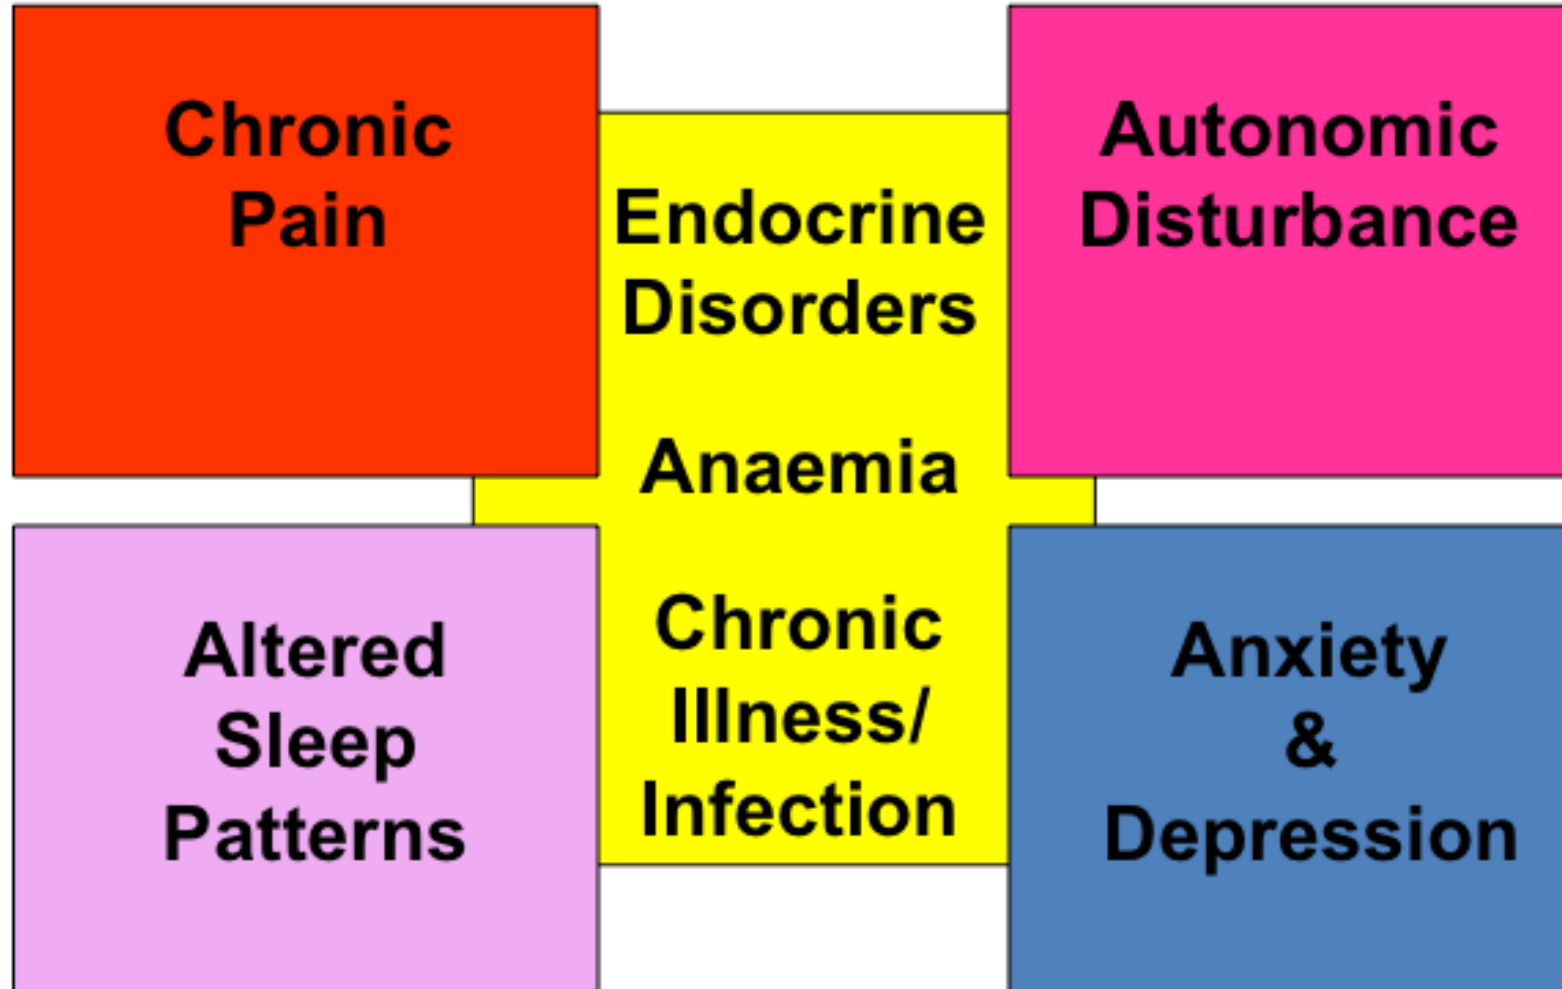 Chronic
Pain
Autonomic
Disturbance
Endocrine
Disorders
Anaemia
Chronic
Illness/
Infection
Altered
Sleep
Patterns
Anxiety
&
Depression